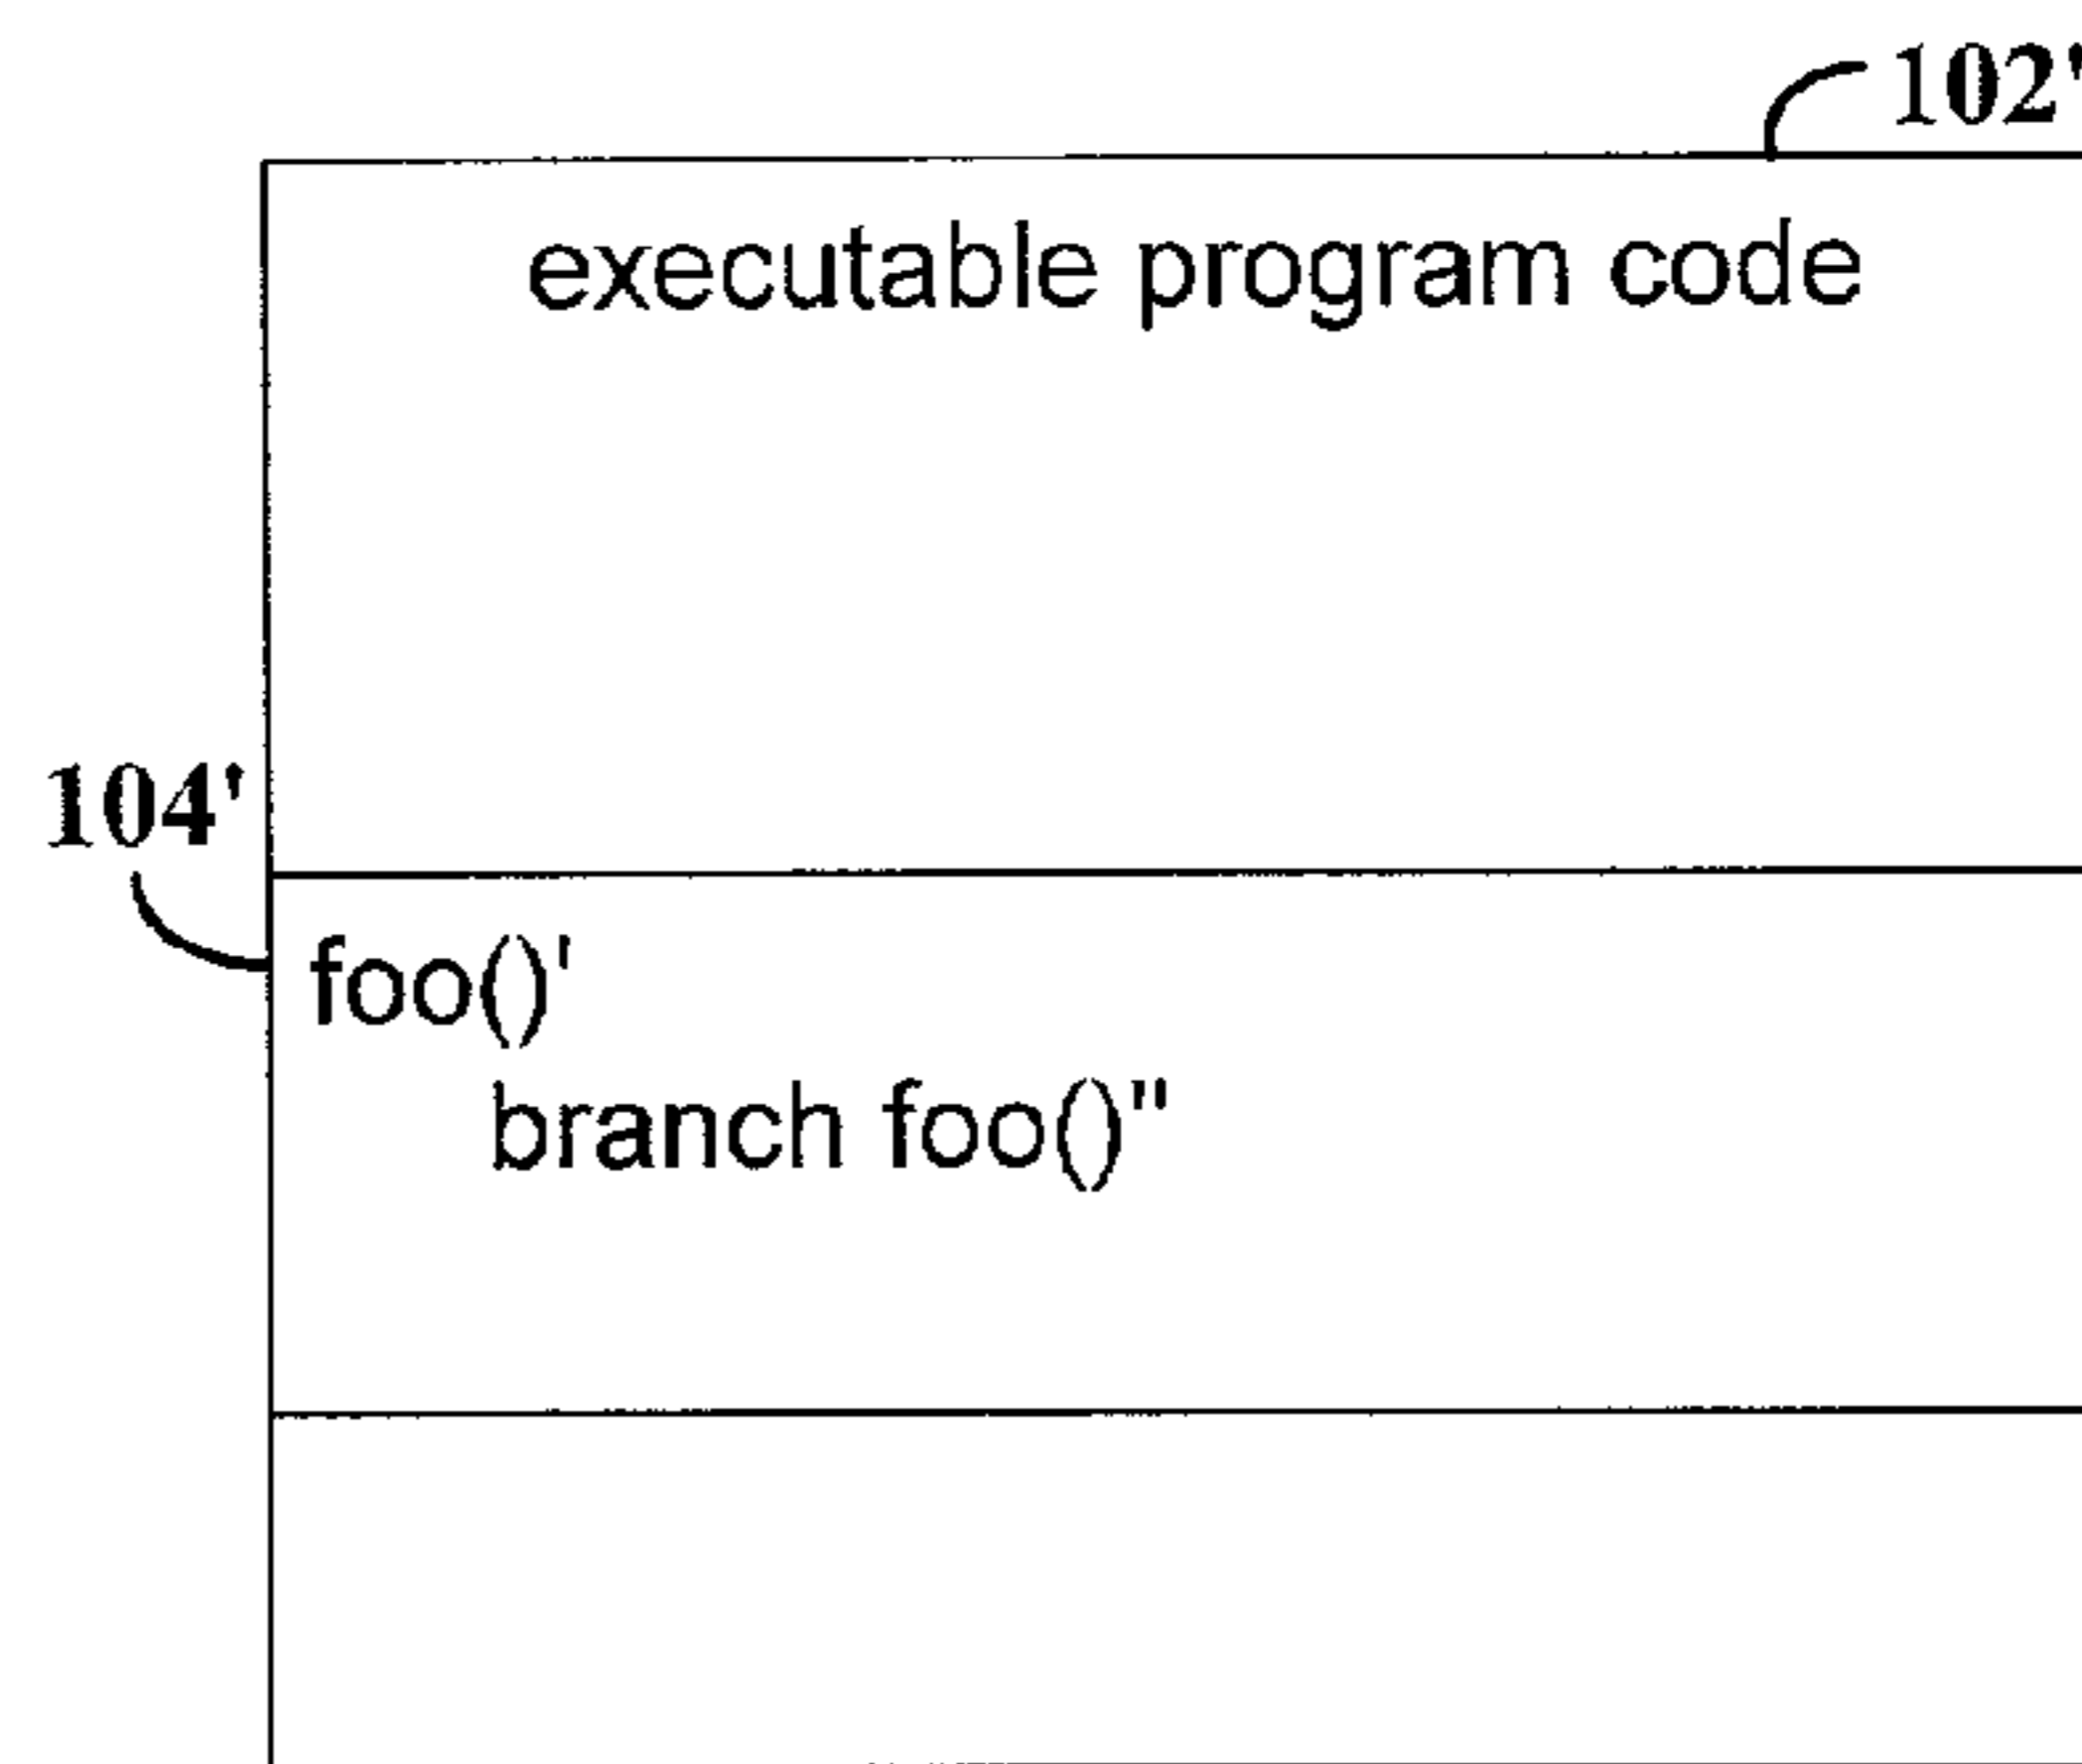 102'
executable program code
104'
foo()'
branch foo()"